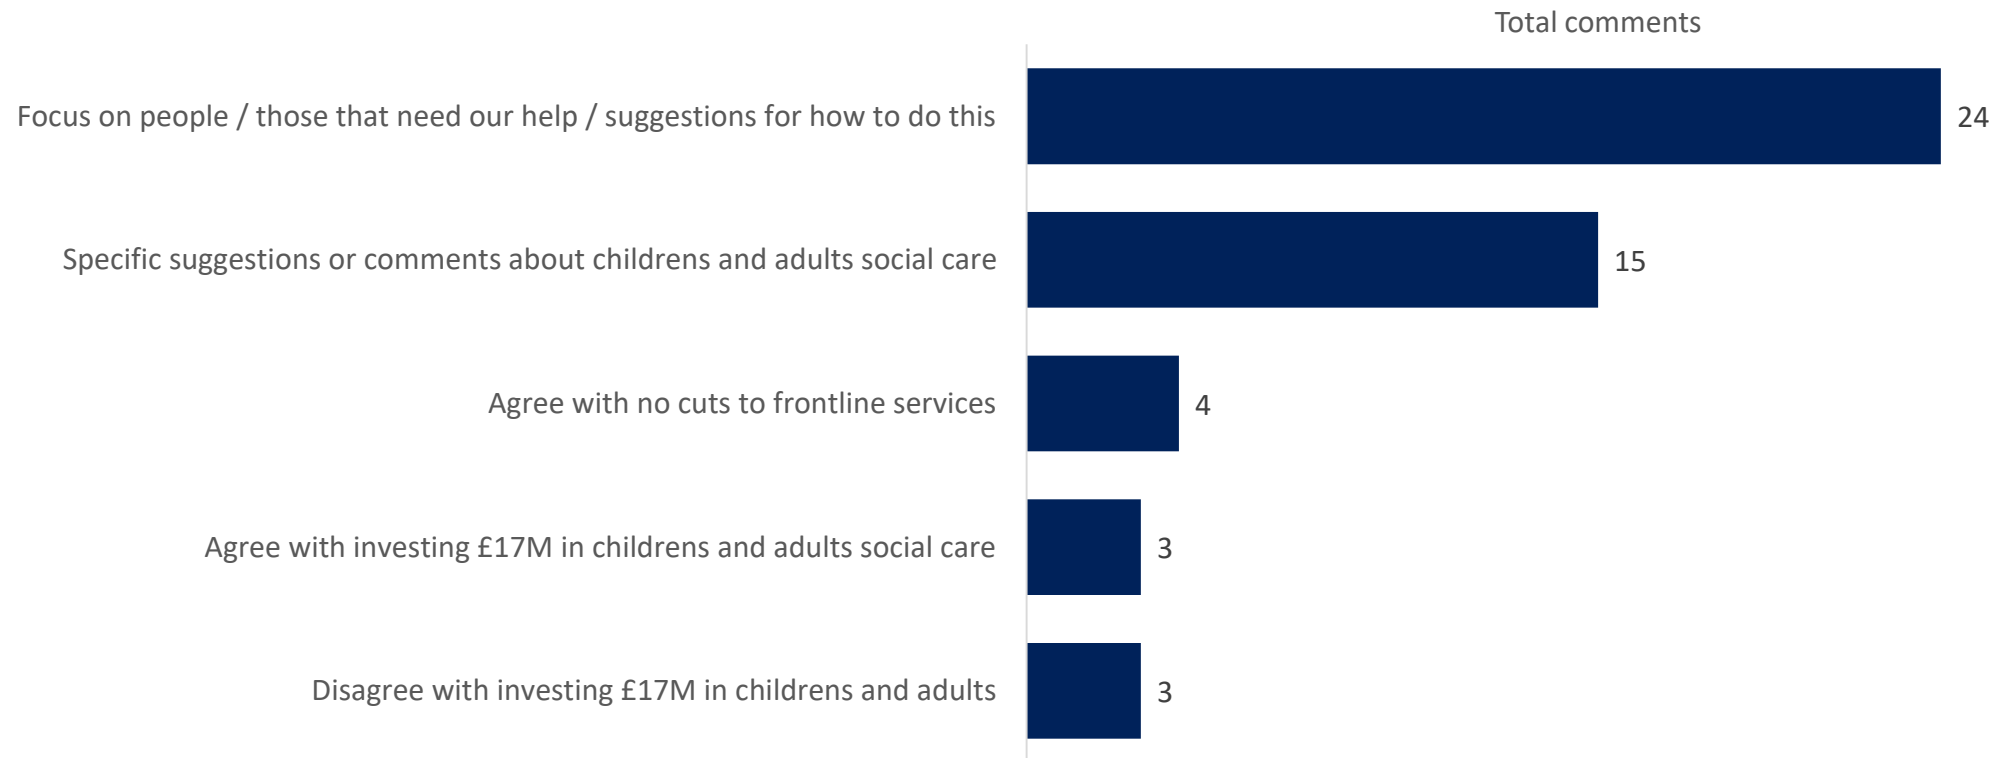 Total comments
Focus on people / those that need our help / suggestions for how to do this
24
Specific suggestions or comments about childrens and adults social care
15
Agree with no cuts to frontline services
4
Agree with investing £17M in childrens and adults social care
3
Disagree with investing £17M in childrens and adults
3